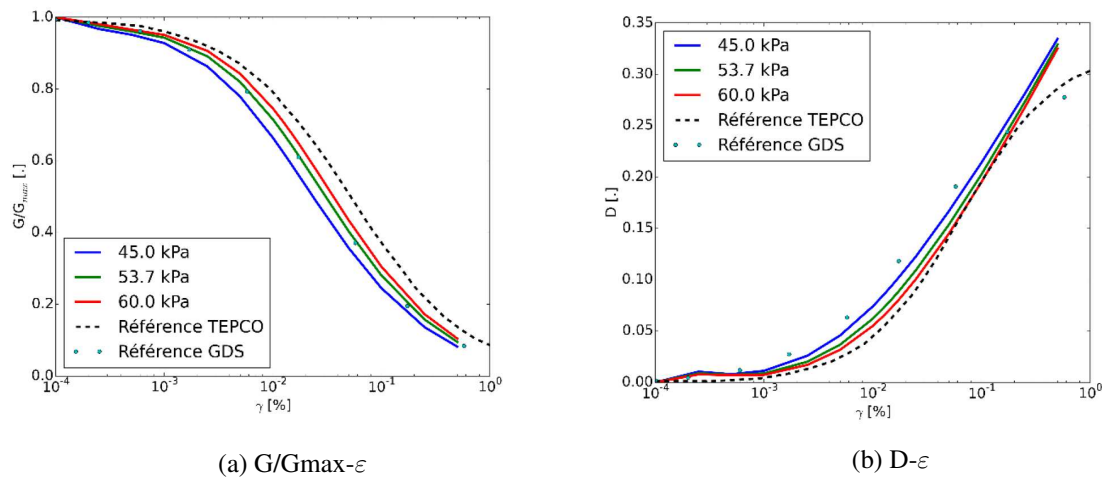 1.0
0.8
0.6
0.4
0.2
0.0
G/G_max [.]
45.0 kPa
53.7 kPa
60.0 kPa
Référence TEPCO
Référence GDS
10^-4
10^-3
10^-2
10^-1
10^0
γ [%]
(a) G/Gmax-ε
0.35
0.30
0.25
0.20
0.15
0.10
0.05
0.00
D [.]
45.0 kPa
53.7 kPa
60.0 kPa
Référence TEPCO
Référence GDS
10^-4
10^-3
10^-2
10^-1
10^0
γ [%]
(b) D-ε